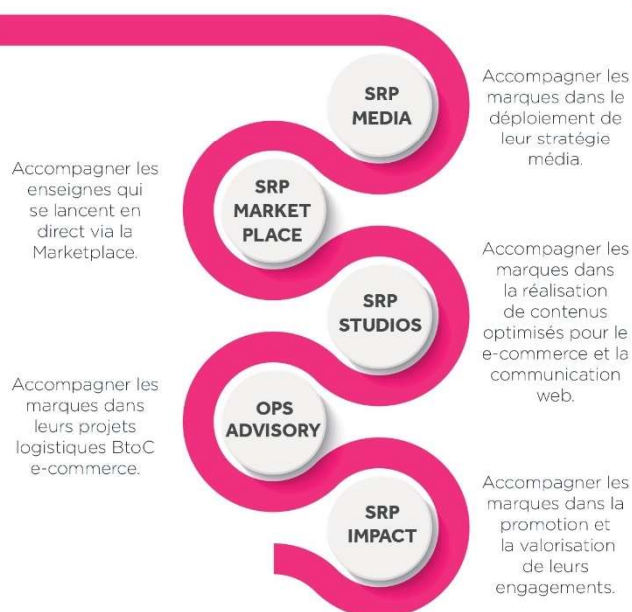 SRP
MEDIA
Accompagner les
marques dans le
déploiement de
leur stratégie
média.
Accompagner les
enseignes qui
se lancent en
direct via la
Marketplace.
SRP
MARKET
PLACE
SRP
STUDIOS
Accompagner les
marques dans
la réalisation
de contenus
optimisés pour le
e-commerce et la
communication
web.
Accompagner les
marques dans
leurs projets
logistiques BtoC
e-commerce.
OPS
ADVISORY
SRP
IMPACT
Accompagner les
marques dans la
promotion et
la valorisation
de leurs
engagements.